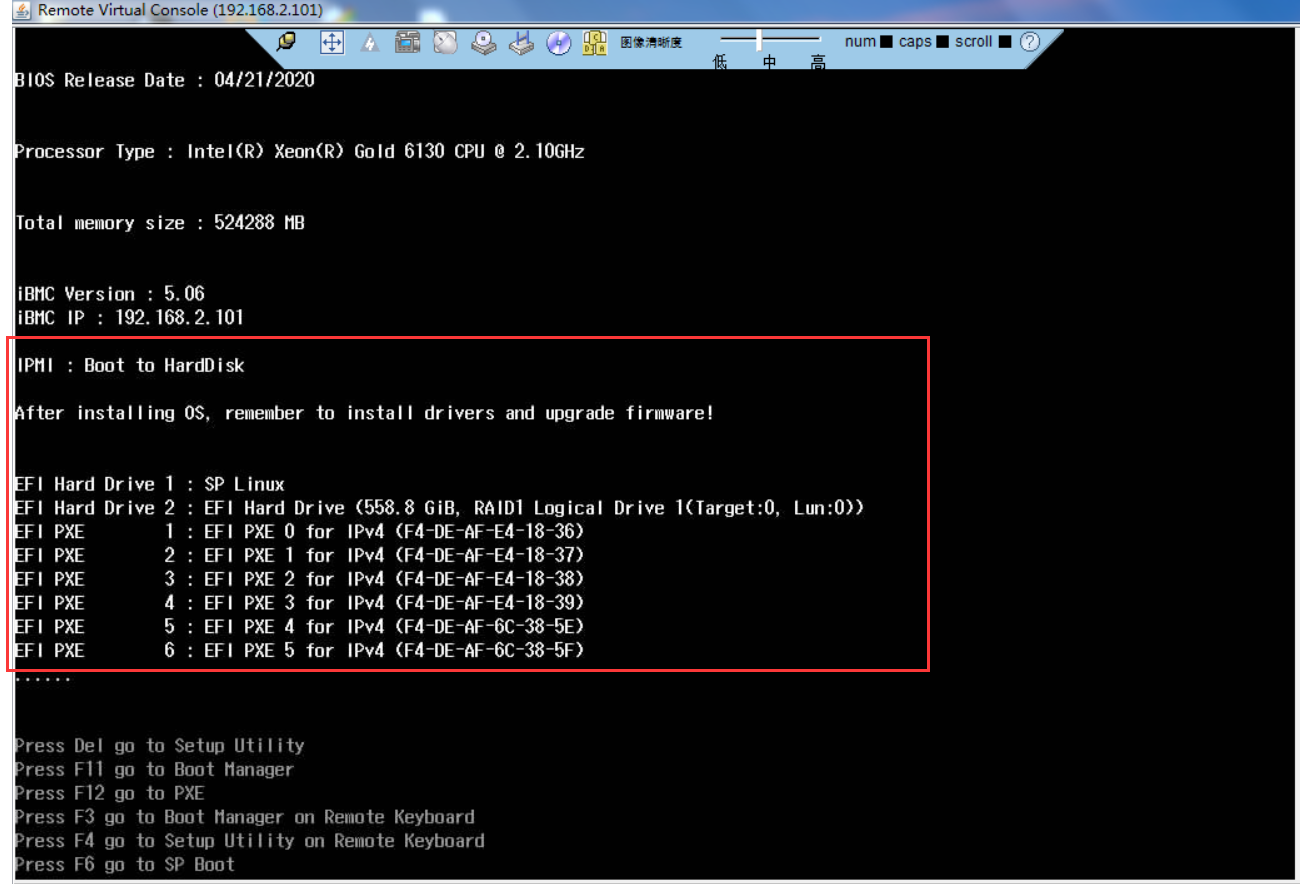 Remote Virtual Console (192.168.2.101)
图像清晰度
低 中 高
num caps scroll ?
BIOS Release Date : 04/21/2020
Processor Type : Intel(R) Xeon(R) Gold 6130 CPU @ 2.10GHz
Total memory size : 524288 MB
iBMC Version : 5.06
iBMC IP : 192.168.2.101
IPMI : Boot to HardDisk
After installing OS, remember to install drivers and upgrade firmware!
EFI Hard Drive 1 : SP Linux
EFI Hard Drive 2 : EFI Hard Drive (558.8 GiB, RAID1 Logical Drive 1(Target:0, Lun:0))
EFI PXE 1 : EFI PXE 0 for IPv4 (F4-DE-AF-E4-18-36)
EFI PXE 2 : EFI PXE 1 for IPv4 (F4-DE-AF-E4-18-37)
EFI PXE 3 : EFI PXE 2 for IPv4 (F4-DE-AF-E4-18-38)
EFI PXE 4 : EFI PXE 3 for IPv4 (F4-DE-AF-E4-18-39)
EFI PXE 5 : EFI PXE 4 for IPv4 (F4-DE-AF-6C-38-5E)
EFI PXE 6 : EFI PXE 5 for IPv4 (F4-DE-AF-6C-38-5F)
......
Press Del go to Setup Utility
Press F11 go to Boot Manager
Press F12 go to PXE
Press F3 go to Boot Manager on Remote Keyboard
Press F4 go to Setup Utility on Remote Keyboard
Press F6 go to SP Boot